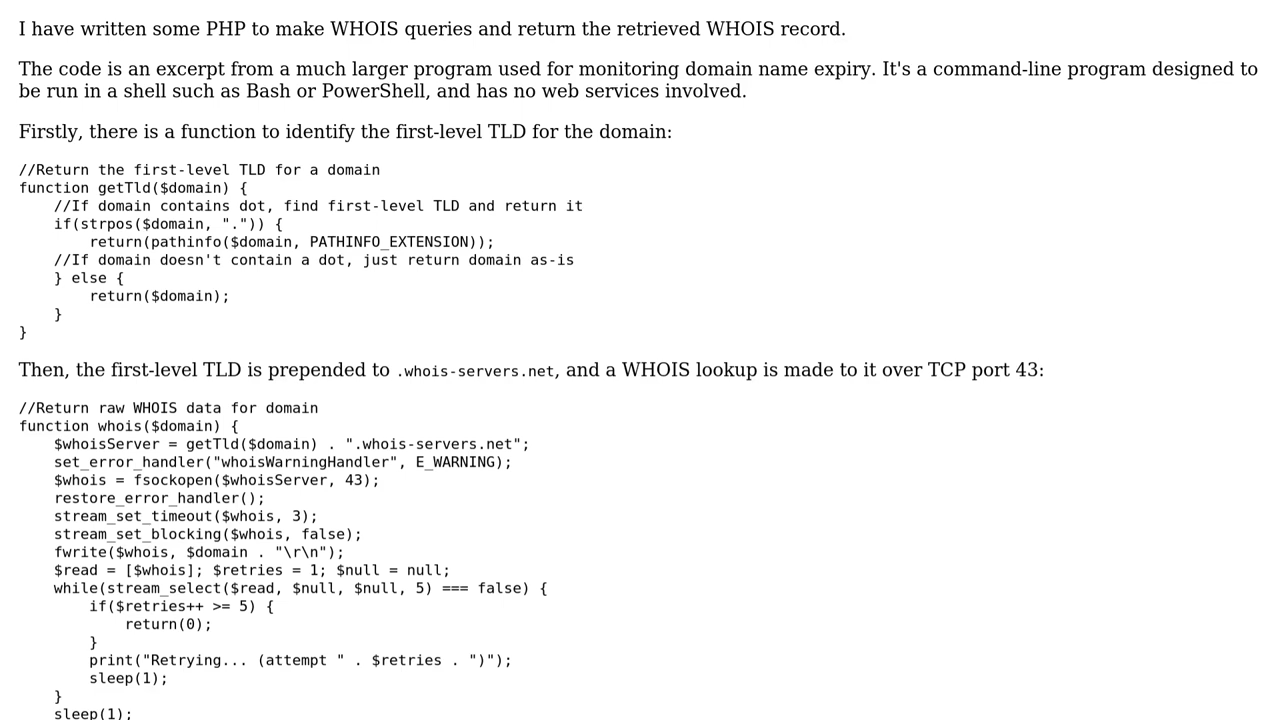 I have written some PHP to make WHOIS queries and return the retrieved WHOIS record.
The code is an excerpt from a much larger program used for monitoring domain name expiry. It's a command-line program designed to
be run in a shell such as Bash or PowerShell, and has no web services involved.
Firstly, there is a function to identify the first-level TLD for the domain:
//Return the first-level TLD for a domain
function getTld($domain) {
    //If domain contains dot, find first-level TLD and return it
    if(strpos($domain, ".")) {
        return(pathinfo($domain, PATHINFO_EXTENSION));
    //If domain doesn't contain a dot, just return domain as-is
    } else {
        return($domain);
    }
}
Then, the first-level TLD is prepended to .whois-servers.net, and a WHOIS lookup is made to it over TCP port 43:
//Return raw WHOIS data for domain
function whois($domain) {
    $whoisServer = getTld($domain) . ".whois-servers.net";
    set_error_handler("whoisWarningHandler", E_WARNING);
    $whois = fsockopen($whoisServer, 43);
    restore_error_handler();
    stream_set_timeout($whois, 3);
    stream_set_blocking($whois, false);
    fwrite($whois, $domain . "\r\n");
    $read = [$whois]; $retries = 1; $null = null;
    while(stream_select($read, $null, $null, 5) === false) {
        if($retries++ >= 5) {
            return(0);
        }
        print("Retrying... (attempt " . $retries . ")");
        sleep(1);
    }
    sleep(1);